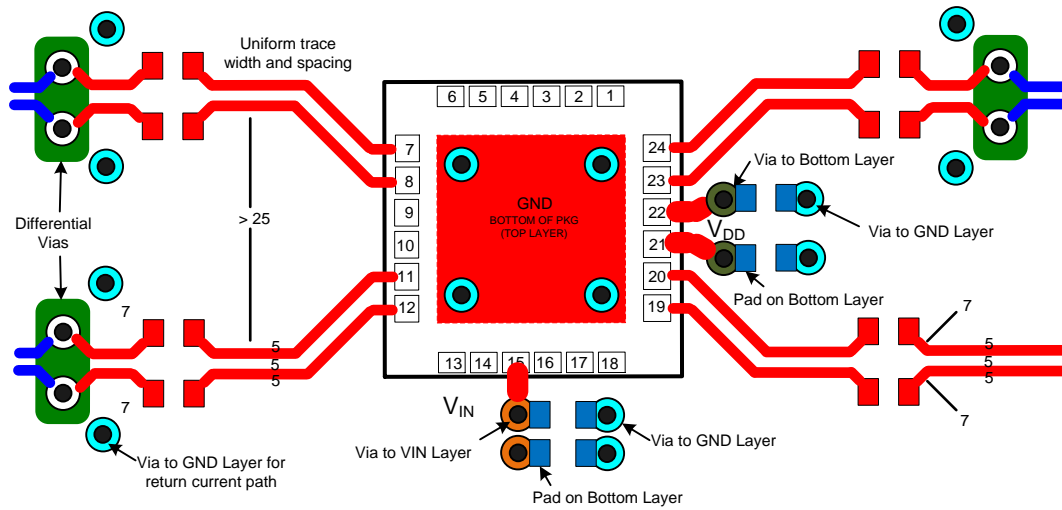 Uniform trace
width and spacing
6 5 4 3 2 1
7
8
9
10
11
12
24
23
22
21
20
19
13 14 15 16 17 18
GND
BOTTOM OF PKG
(TOP LAYER)
Via to Bottom Layer
VDD
Via to GND Layer
Pad on Bottom Layer
Differential
Vias
> 25
7
5
5
5
7
7
5
5
5
7
VIN
Via to VIN Layer
Via to GND Layer
Pad on Bottom Layer
Via to GND Layer for
return current path